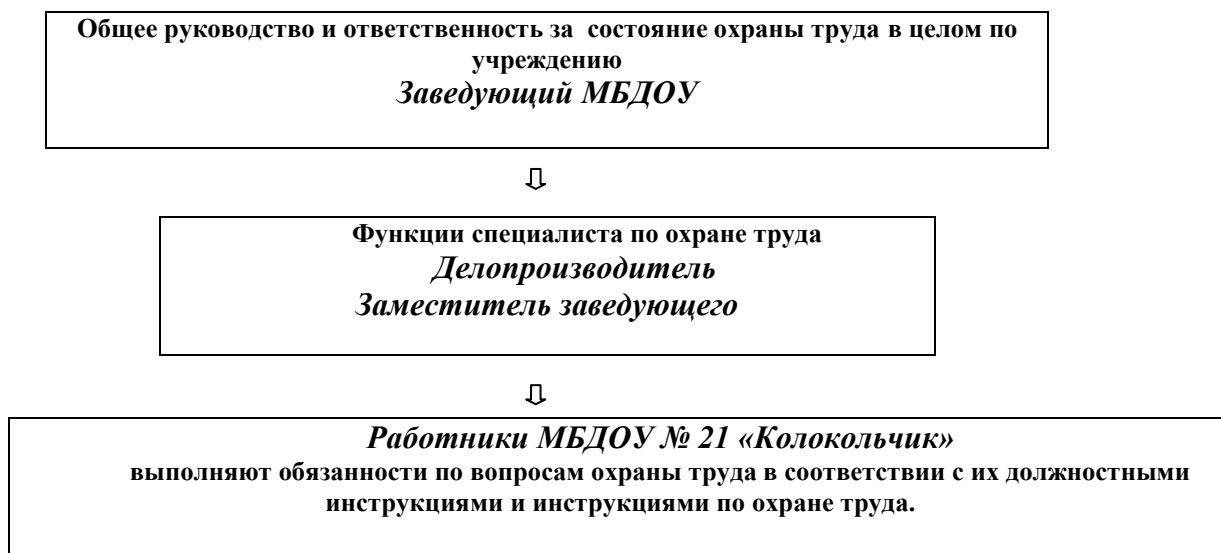 Общее руководство и ответственность за состояние охраны труда в целом по
учреждению
Заведующий МБДОУ
Функции специалиста по охране труда
Делопроизводитель
Заместитель заведующего
Работники МБДОУ № 21 «Колокольчик»
выполняют обязанности по вопросам охраны труда в соответствии с их должностными
инструкциями и инструкциями по охране труда.